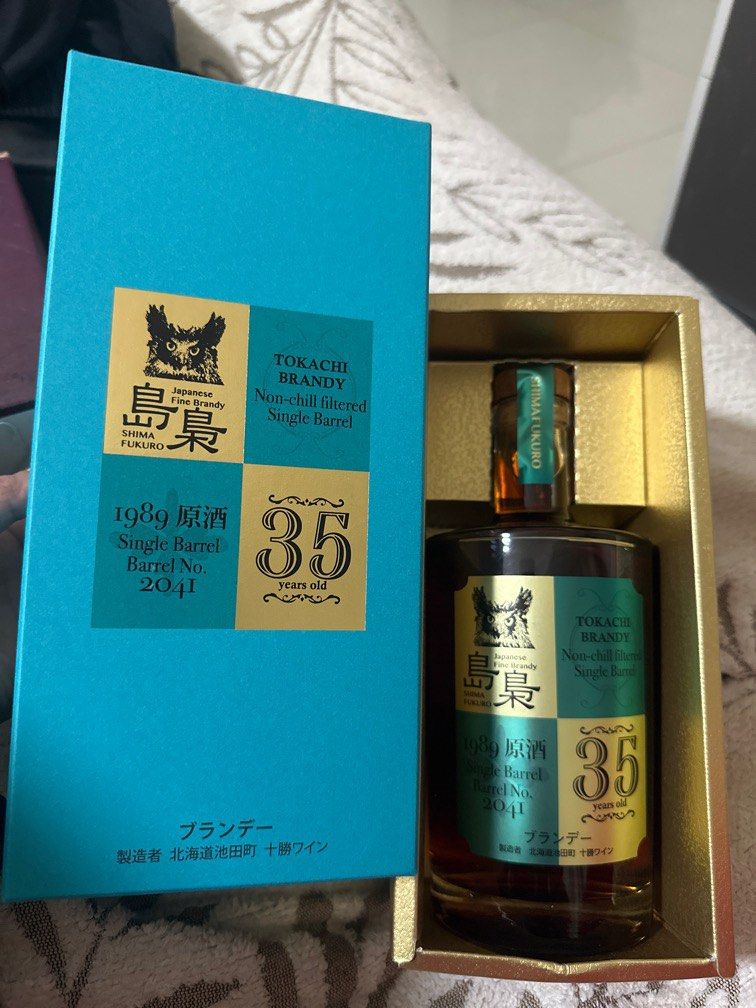 Japanese
Fine Brandy
島梟
SHIMA
FUKURO
TOKACHI
BRANDY
Non-chill filtered
Single Barrel
1989 原酒
Single Barrel
Barrel No.
2041
35
years old
ブランデー
製造者 北海道池田町 十勝ワイン
SHIMA FUKURO
Japanese
Fine Brandy
島梟
SHIMA
FUKURO
TOKACHI
BRANDY
Non-chill filtered
Single Barrel
1989 原酒
Single Barrel
Barrel No.
2041
35
years old
ブランデー
製造者 北海道池田町 十勝ワイン